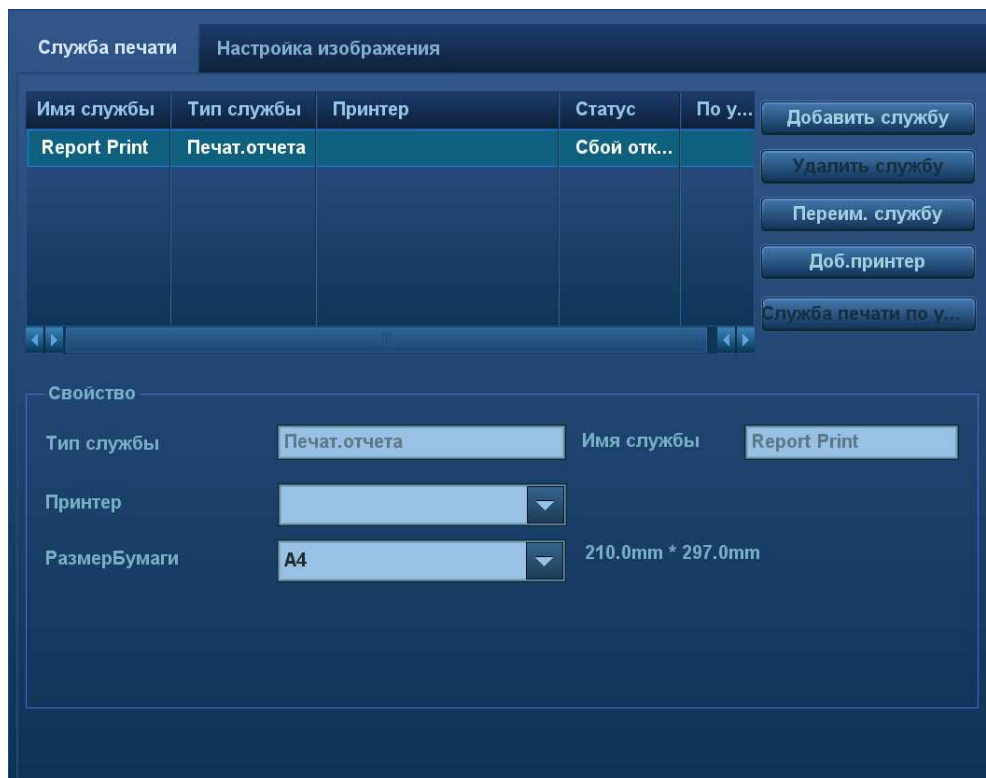 Служба печати Настройка изображения
Имя службы Тип службы Принтер Статус По у...
Добавить службу
Report Print Печат.отчета Сбой отк...
Удалить службу
Переим. службу
Доб.принтер
Служба печати по у...
Свойство
Тип службы Печат.отчета Имя службы Report Print
Принтер
РазмерБумаги A4 210.0mm * 297.0mm